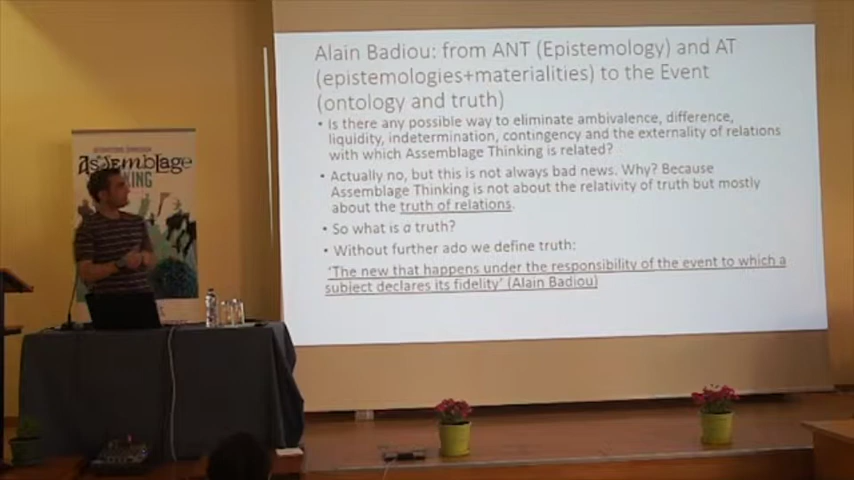 Alain Badiou: from ANT (Epistemology) and AT
(epistemologies+materialities) to the Event
(ontology and truth)
• Is there any possible way to eliminate ambivalence, difference,
liquidity, indetermination, contingency and the externality of relations
with which Assemblage Thinking is related?
• Actually no, but this is not always bad news. Why? Because
Assemblage Thinking is not about the relativity of truth but mostly
about the truth of relations.
• So what is a truth?
• Without further ado we define truth:
'The new that happens under the responsibility of the event to which a
subject declares its fidelity' (Alain Badiou)
Assemblage